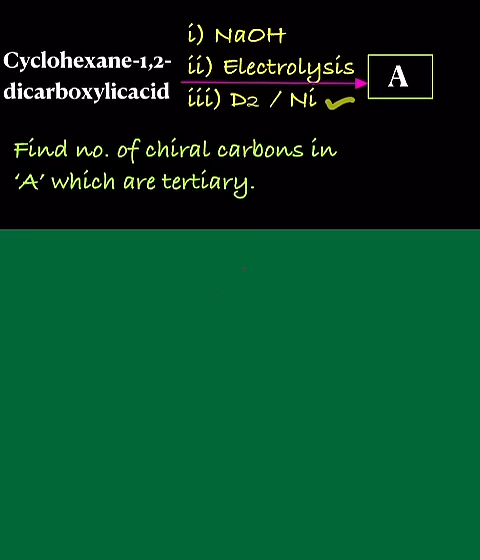 i) NaOH
Cyclohexane-1,2-
dicarboxylicacid
ii) Electrolysis
iii) D2 / Ni
A
Find no. of chiral carbons in
'A' which are tertiary.